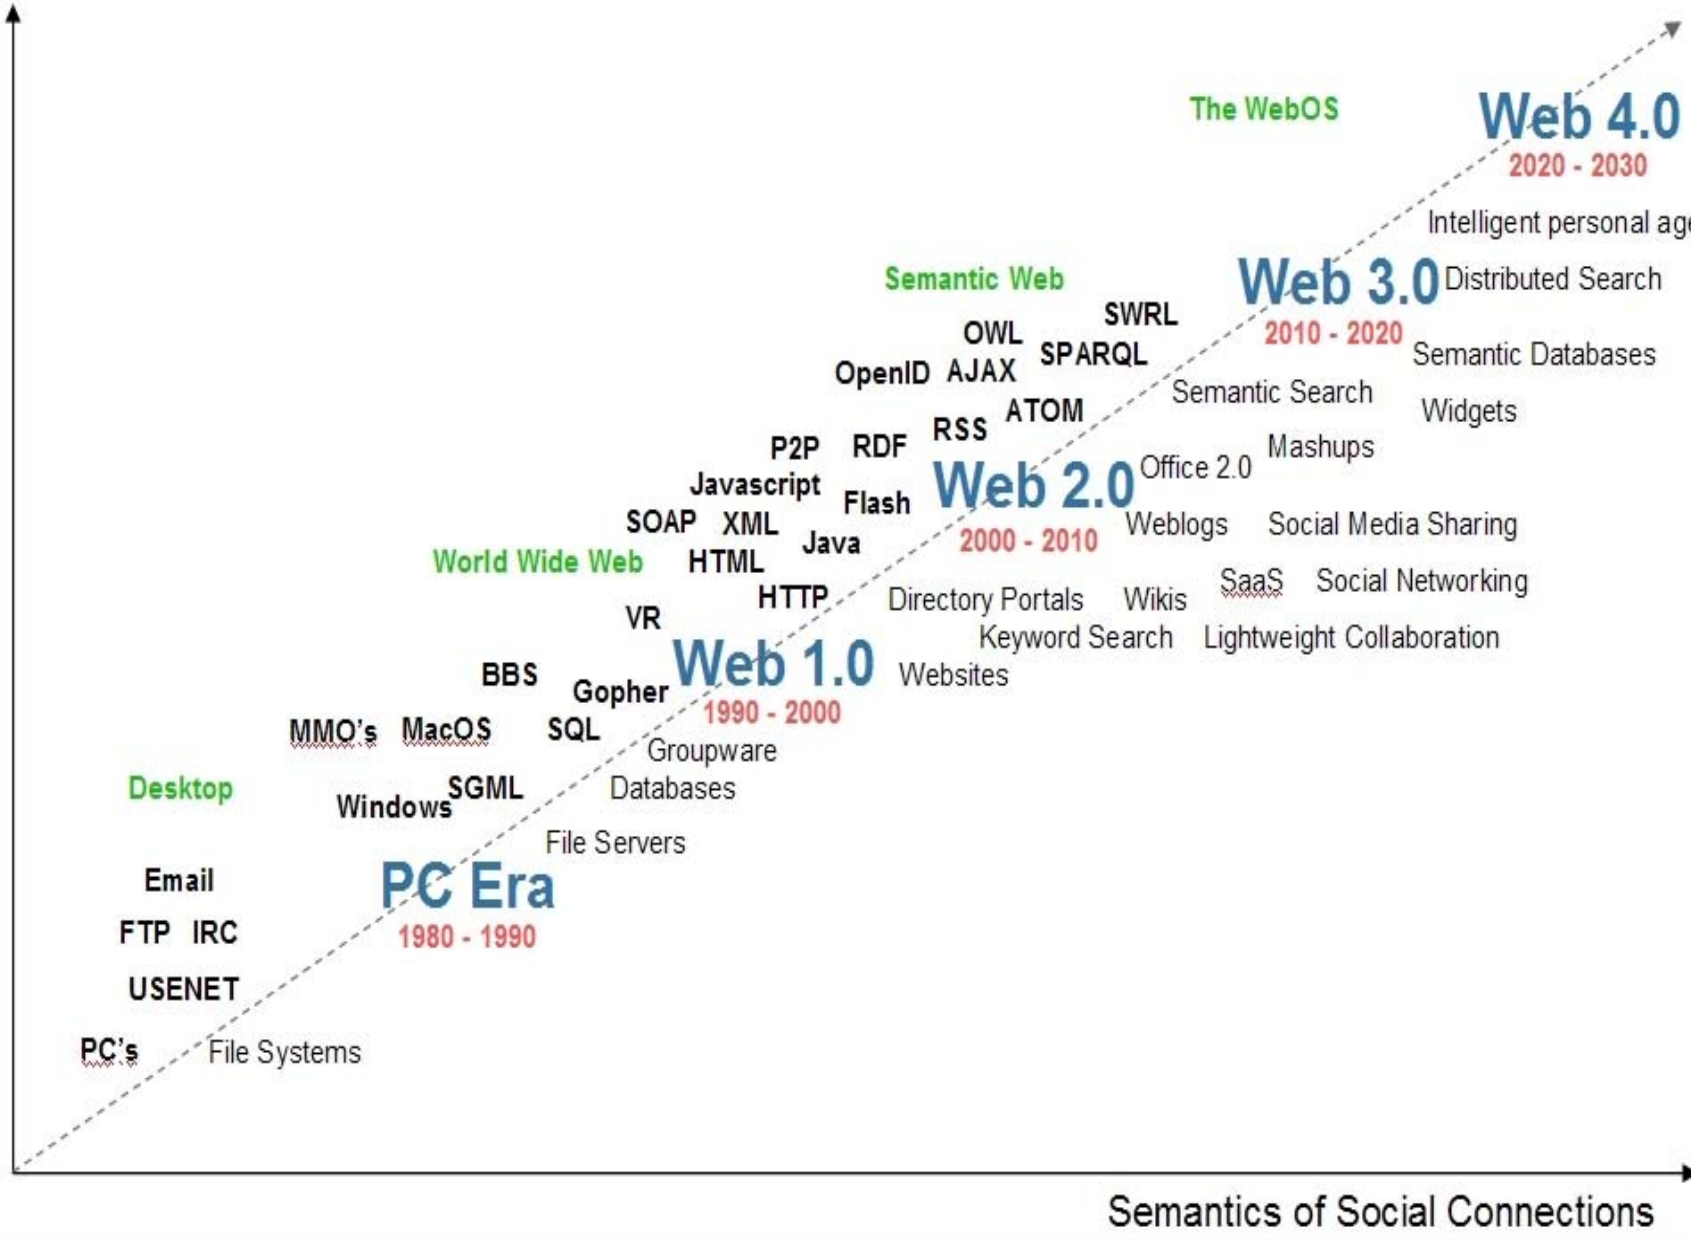 The WebOS
Web 4.0
2020 - 2030
Intelligent personal age
Semantic Web
Web 3.0
Distributed Search
2010 - 2020
SWRL
OWL
SPARQL
Semantic Databases
OpenID
AJAX
Semantic Search
Widgets
ATOM
RSS
Mashups
P2P
RDF
Office 2.0
Web 2.0
2000 - 2010
Javascript
Flash
Weblogs
Social Media Sharing
SOAP
XML
Java
World Wide Web
HTML
SaaS
Social Networking
HTTP
Directory Portals
Wikis
VR
Keyword Search
Lightweight Collaboration
Web 1.0
1990 - 2000
Websites
BBS
Gopher
MMO's
MacOS
SQL
Groupware
Desktop
SGML
Databases
Windows
File Servers
PC Era
1980 - 1990
Email
FTP
IRC
USENET
PC's
File Systems
Semantics of Social Connections